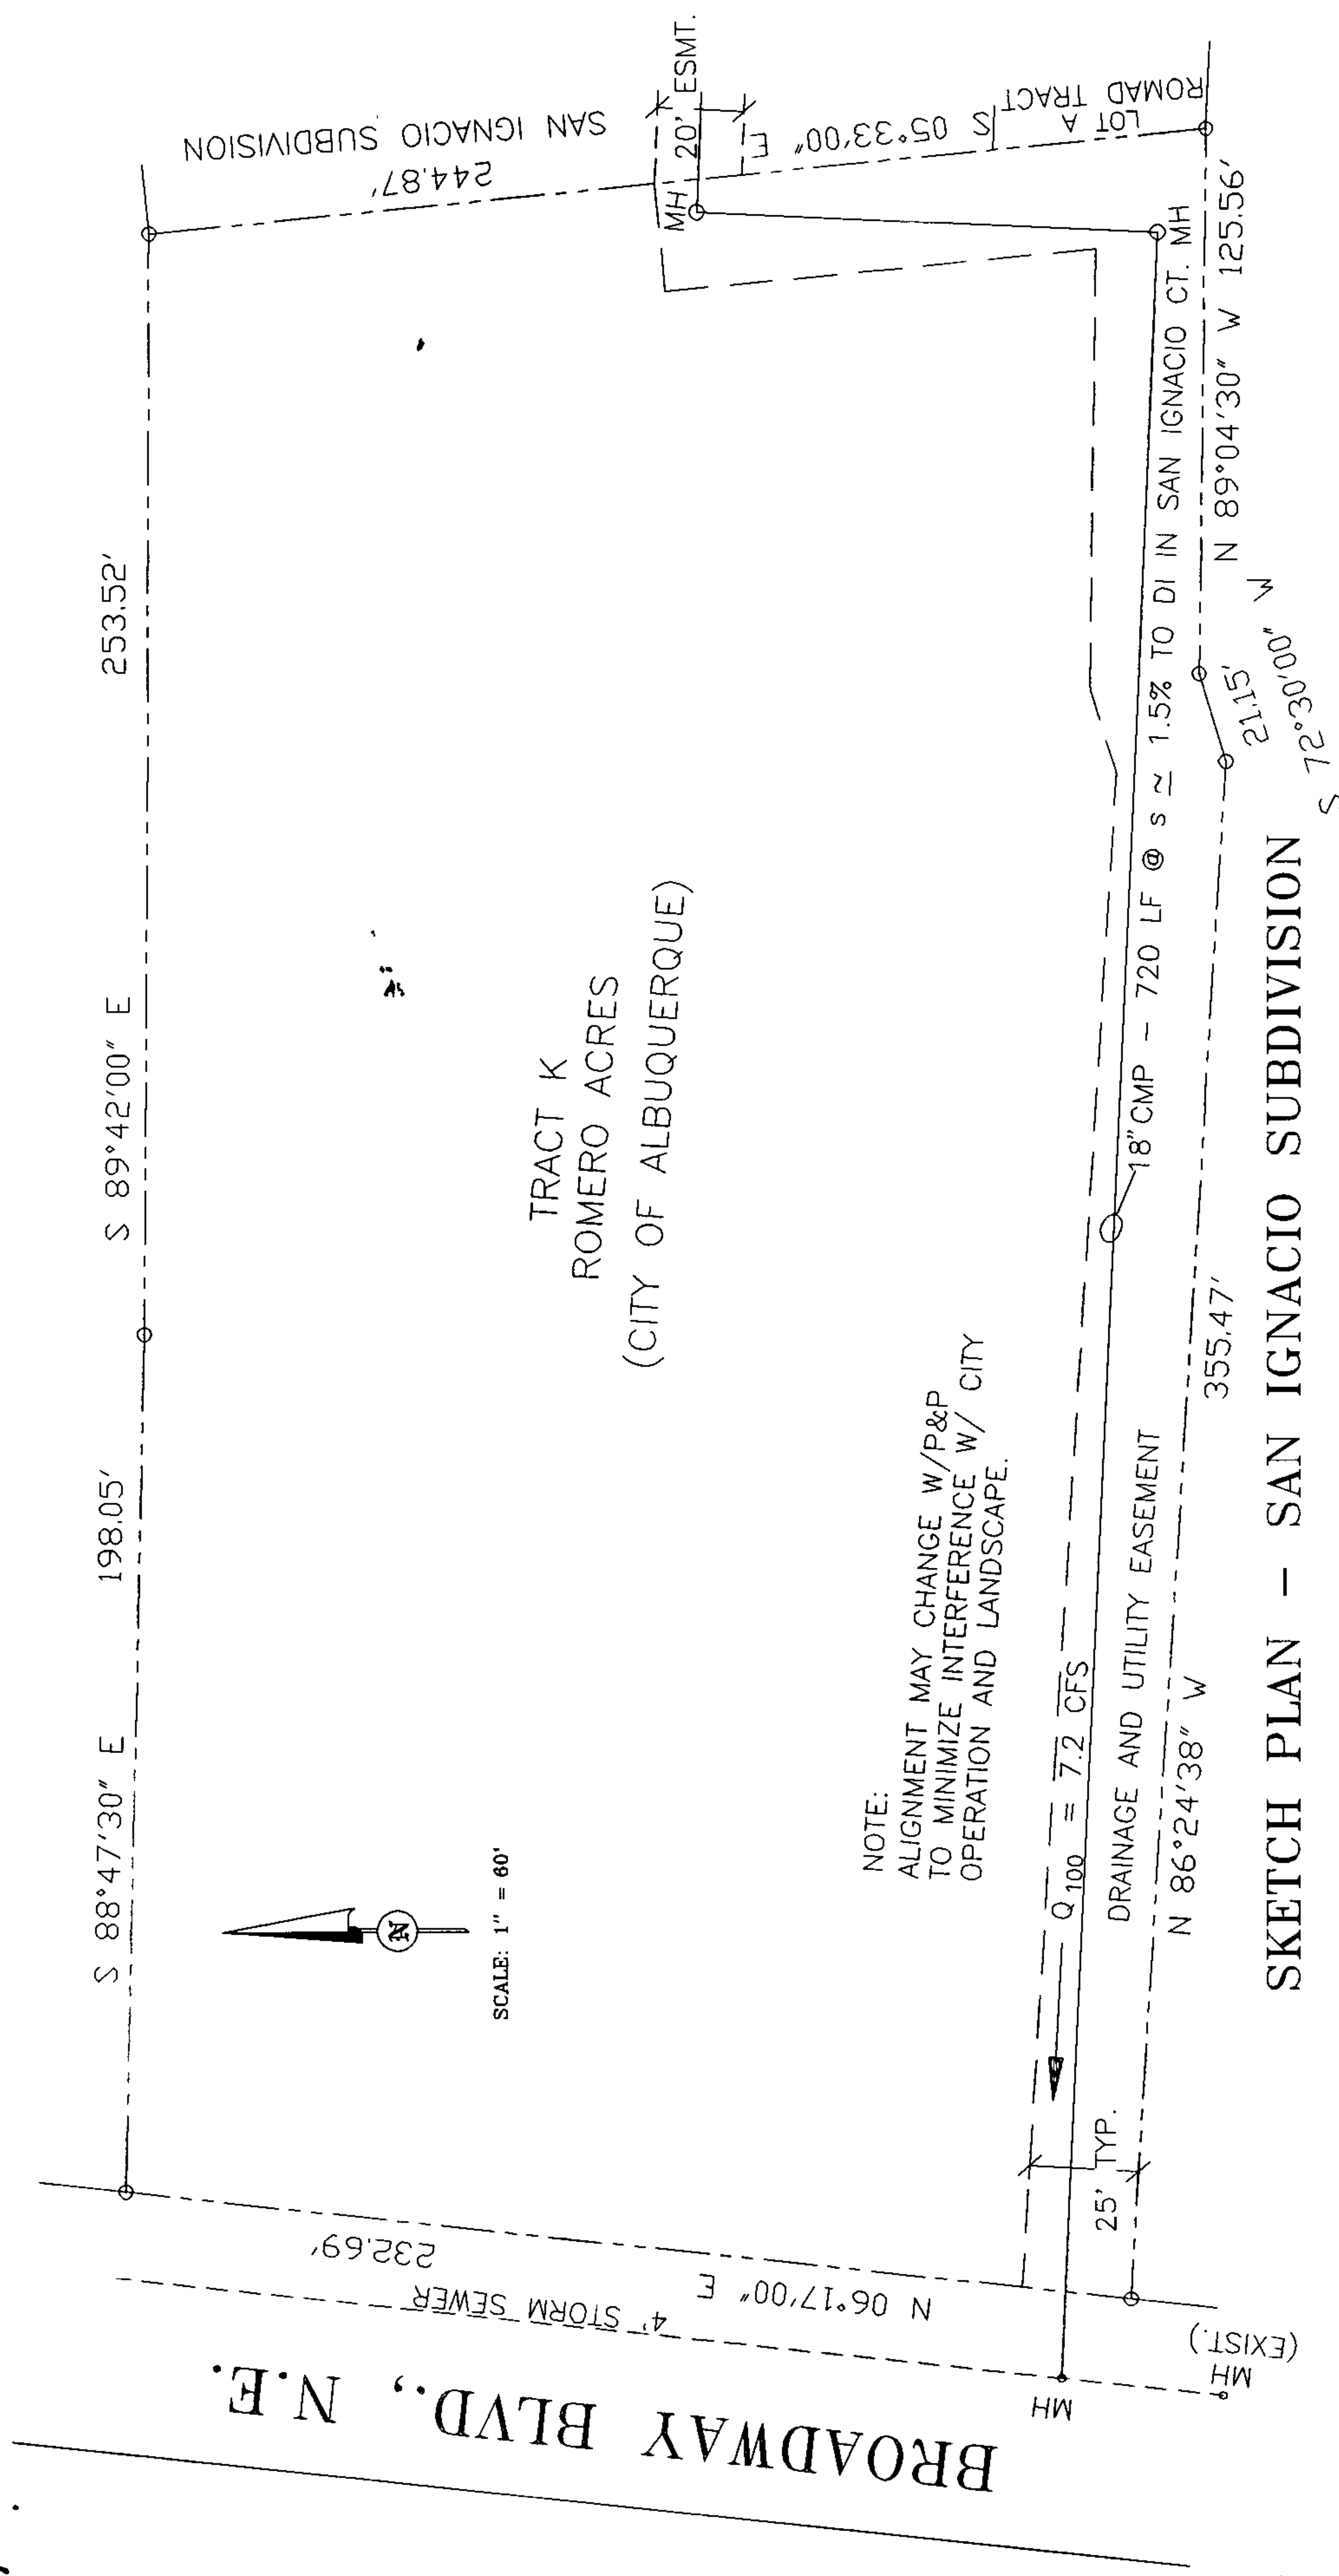 S 88°47'30" E
198.05'
S 89°42'00" E
253.52'
SAN IGNACIO SUBDIVISION
244.87'
MH
20' ESMT.
S 05°33'00" E
LOT A
ROMAD TRACT
SCALE: 1" = 60'
TRACT K
ROMERO ACRES
(CITY OF ALBUQUERQUE)
NOTE:
ALIGNMENT MAY CHANGE W/P&P
TO MINIMIZE INTERFERENCE W/ CITY
OPERATION AND LANDSCAPE.
BROADWAY BLVD., N.E.
4' STORM SEWER
232.69'
N 06°17'00" E
MH
MH
(EXIST.)
25' TYP.
Q100 = 7.2 CFS
18" CMP - 720 LF @ s ≃ 1.5% TO DI IN SAN IGNACIO CT.
MH
DRAINAGE AND UTILITY EASEMENT
N 86°24'38" W
355.47'
21.15'
S 72°30'00" W
N 89°04'30" W 125.56'
SKETCH PLAN - SAN IGNACIO SUBDIVISION